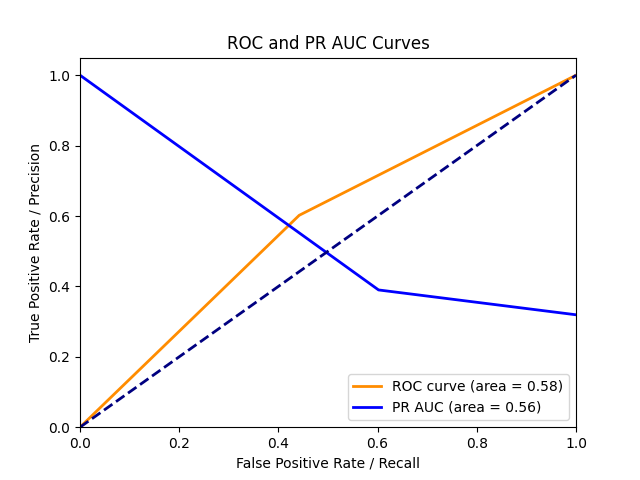 ROC and PR AUC Curves
True Positive Rate / Precision
1.0
0.8
0.6
0.4
0.2
0.0
0.0 0.2 0.4 0.6 0.8 1.0
False Positive Rate / Recall
ROC curve (area = 0.58)
PR AUC (area = 0.56)